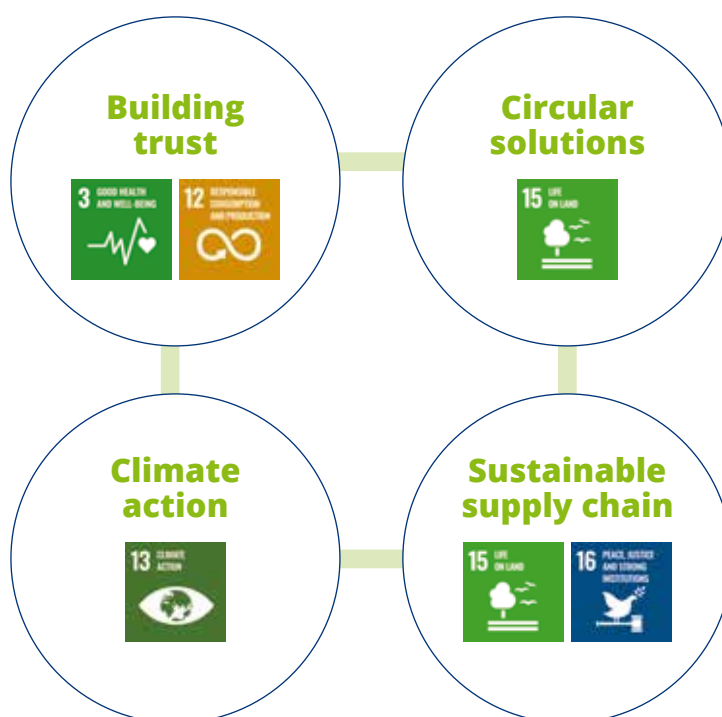 Building
trust
3 GOOD HEALTH
AND WELL-BEING
12 RESPONSIBLE
CONSUMPTION
AND PRODUCTION
Circular
solutions
15 LIFE
ON LAND
Climate
action
13 CLIMATE
ACTION
Sustainable
supply chain
15 LIFE
ON LAND
16 PEACE, JUSTICE
AND STRONG
INSTITUTIONS